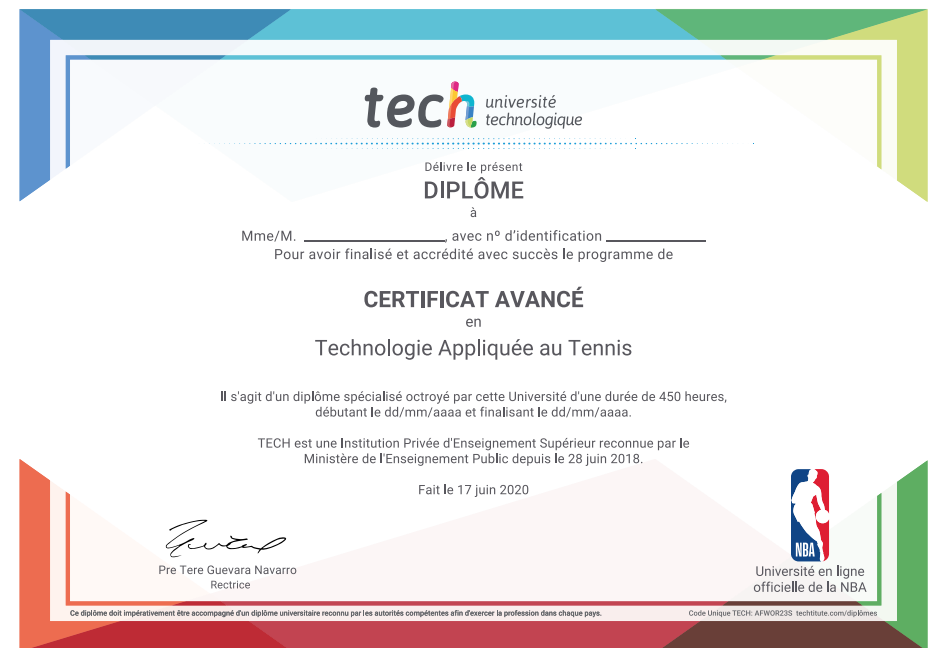 tech université
technologique
Délivre le présent
DIPLÔME
à
Mme/M. ____________________, avec nº d'identification ______________
Pour avoir finalisé et accrédité avec succès le programme de
CERTIFICAT AVANCÉ
en
Technologie Appliquée au Tennis
Il s'agit d'un diplôme spécialisé octroyé par cette Université d'une durée de 450 heures,
débutant le dd/mm/aaaa et finalisant le dd/mm/aaaa.
TECH est une Institution Privée d'Enseignement Supérieur reconnue par le
Ministère de l'Enseignement Public depuis le 28 juin 2018.
Fait le 17 juin 2020
Pre Tere Guevara Navarro
Rectrice
NBA
Université en ligne
officielle de la NBA
Ce diplôme doit impérativement être accompagné d'un diplôme universitaire reconnu par les autorités compétentes afin d'exercer la profession dans chaque pays.
Code Unique TECH: AFWOR23S techtitute.com/diplômes